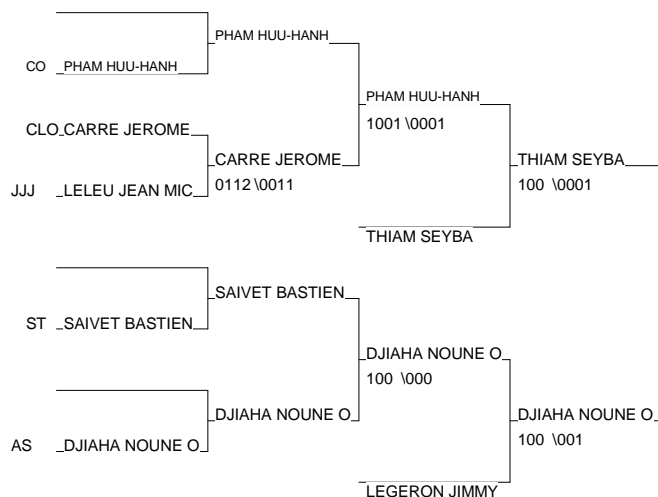 PHAM HUU-HANH
CO PHAM HUU-HANH
PHAM HUU-HANH
1001 \0001
CLO CARRE JEROME
CARRE JEROME
0112 \0011
THIAM SEYBA
100 \0001
JJJ LELEU JEAN MIC
THIAM SEYBA
SAIVET BASTIEN
ST SAIVET BASTIEN
DJIAHA NOUNE O
100 \000
DJIAHA NOUNE O
DJIAHA NOUNE O
100 \001
AS DJIAHA NOUNE O
LEGERON JIMMY